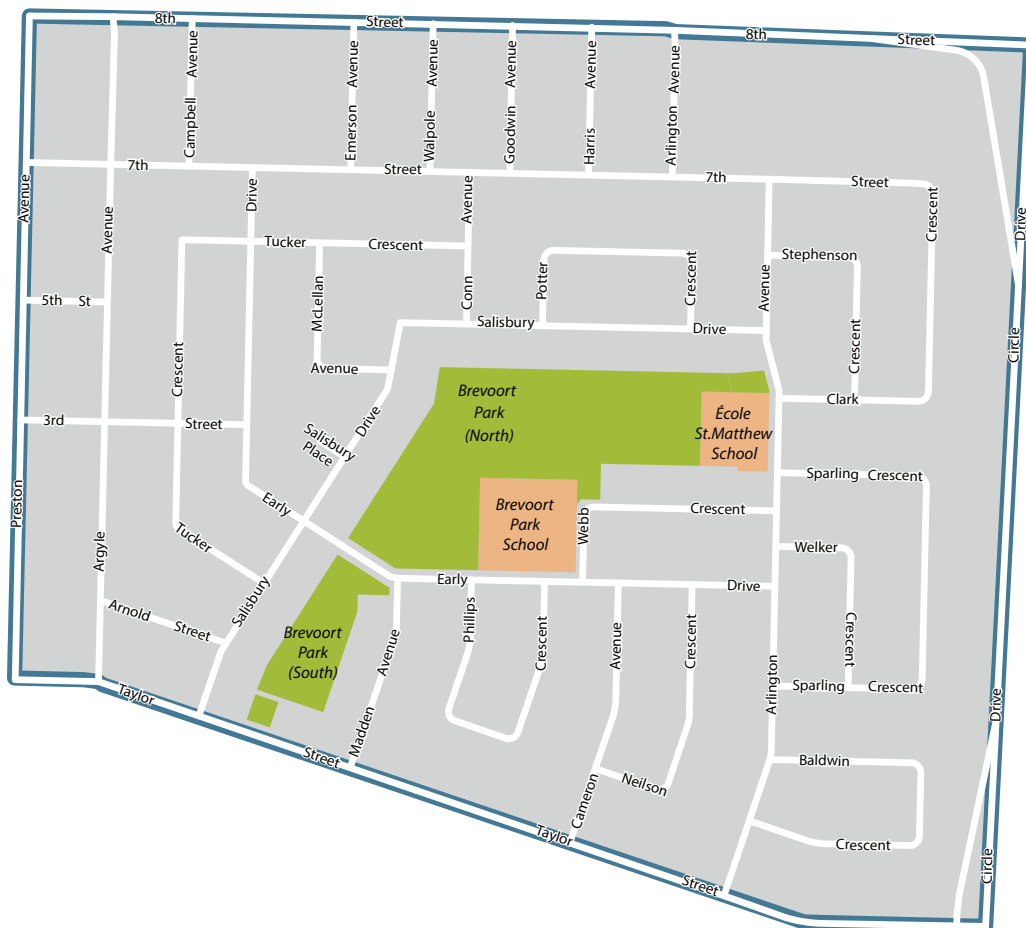 8th Street 8th Street
Campbell Avenue
Emerson Avenue
Walpole Avenue
Goodwin Avenue
Harris Avenue
Arlington Avenue
7th Street 7th Street
Preston Avenue
Argyle Avenue
Drive
Conn Avenue
Avenue
Crescent
Circle Drive
Tucker Crescent
McLellan
Avenue
Potter
Crescent
Stephenson
Crescent
5th St
Salisbury Drive
Crescent
Clark
3rd Street
Brevoort
Park
(North)
École
St.Matthew
School
Salisbury
Place
Drive
Sparling Crescent
Early
Brevoort
Park
School
Webb
Crescent
Tucker
Welker
Crescent
Early Drive
Salisbury
Arnold Street
Brevoort
Park
(South)
Madden Avenue
Phillips
Crescent
Cameron Avenue
Crescent
Neilson
Arlington
Sparling Crescent
Taylor Street
Baldwin
Crescent
Taylor Street
Circle Drive